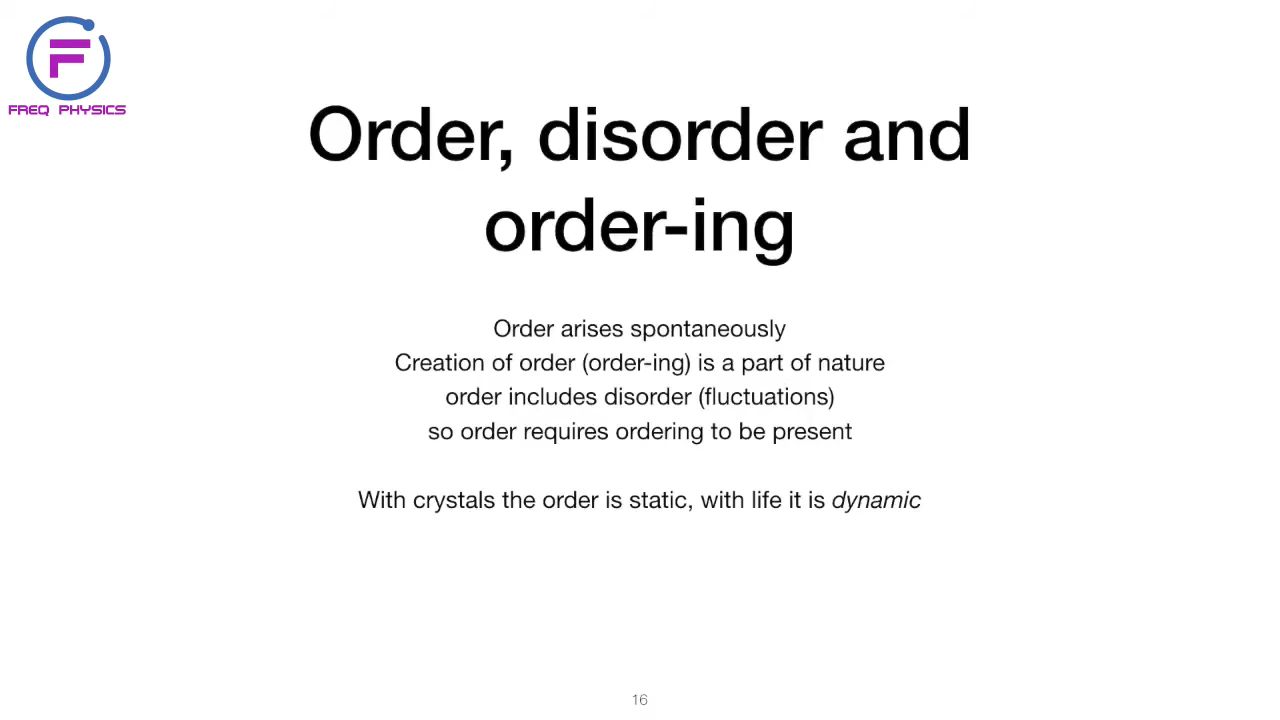 F
FREQ PHYSICS
Order, disorder and
order-ing
Order arises spontaneously
Creation of order (order-ing) is a part of nature
order includes disorder (fluctuations)
so order requires ordering to be present
With crystals the order is static, with life it is dynamic
16